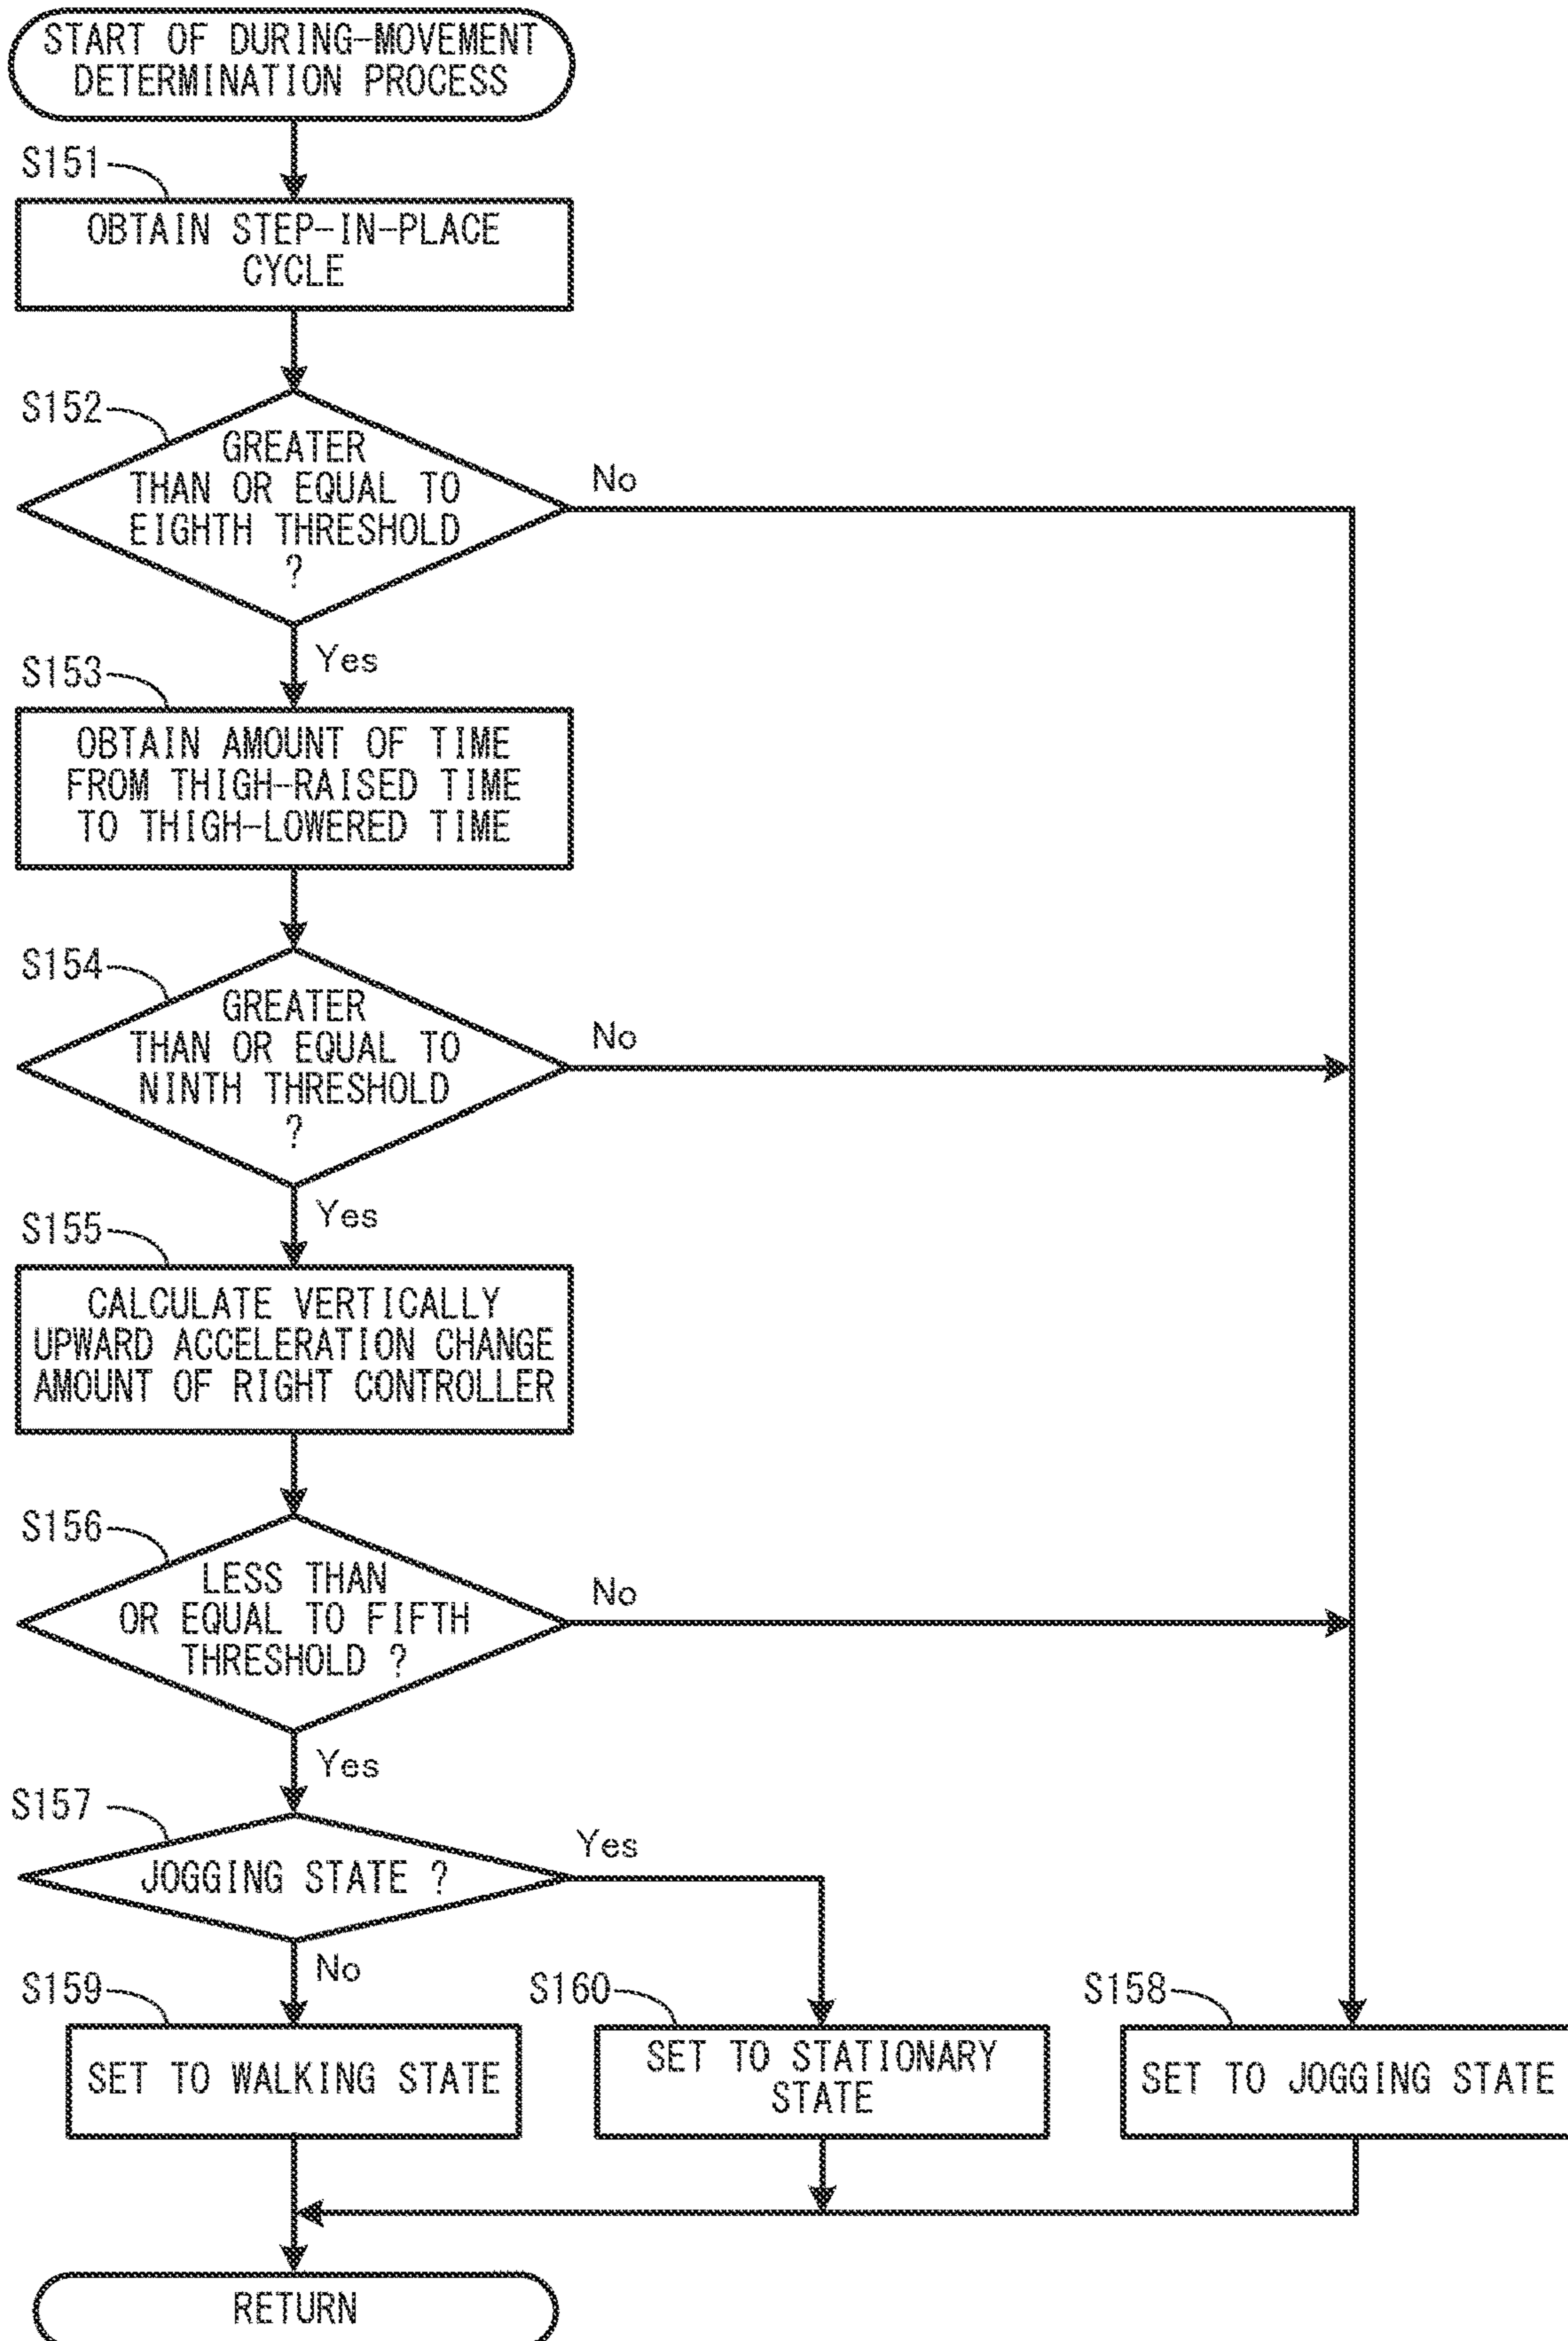 START OF DURING-MOVEMENT
DETERMINATION PROCESS
S151
OBTAIN STEP-IN-PLACE
CYCLE
S152
GREATER
THAN OR EQUAL TO
EIGHTH THRESHOLD
?
No
Yes
S153
OBTAIN AMOUNT OF TIME
FROM THIGH-RAISED TIME
TO THIGH-LOWERED TIME
S154
GREATER
THAN OR EQUAL TO
NINTH THRESHOLD
?
No
Yes
S155
CALCULATE VERTICALLY
UPWARD ACCELERATION CHANGE
AMOUNT OF RIGHT CONTROLLER
S156
LESS THAN
OR EQUAL TO FIFTH
THRESHOLD ?
No
Yes
S157
JOGGING STATE ?
Yes
No
S159
SET TO WALKING STATE
S160
SET TO STATIONARY
STATE
S158
SET TO JOGGING STATE
RETURN